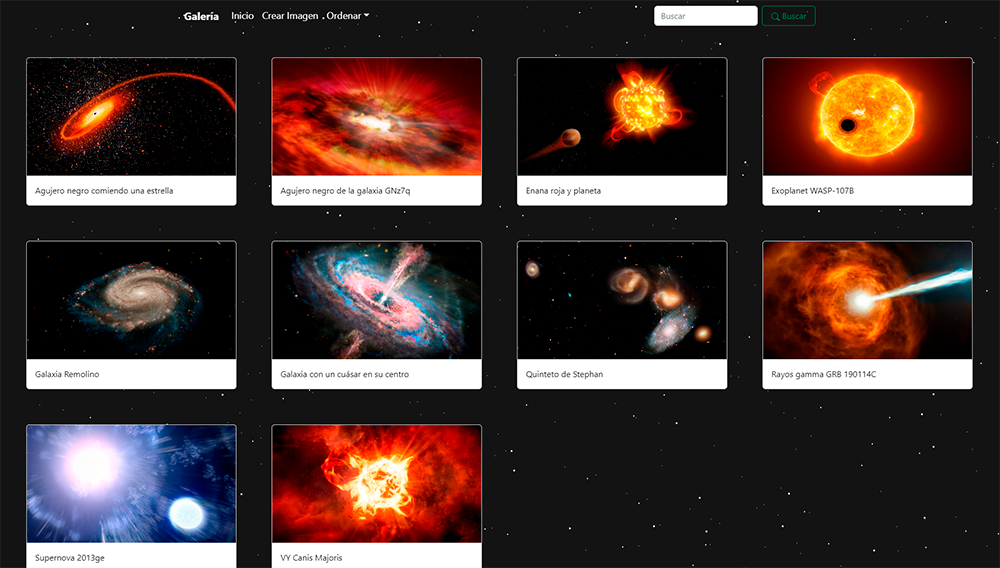 Galería Inicio Crear Imagen Ordenar Buscar Buscar
Agujero negro comiendo una estrella
Agujero negro de la galaxia GNz7q
Enana roja y planeta
Exoplanet WASP-107B
Galaxia Remolino
Galaxia con un cuásar en su centro
Quinteto de Stephan
Rayos gamma GRB 190114C
Supernova 2013ge
VY Canis Majoris